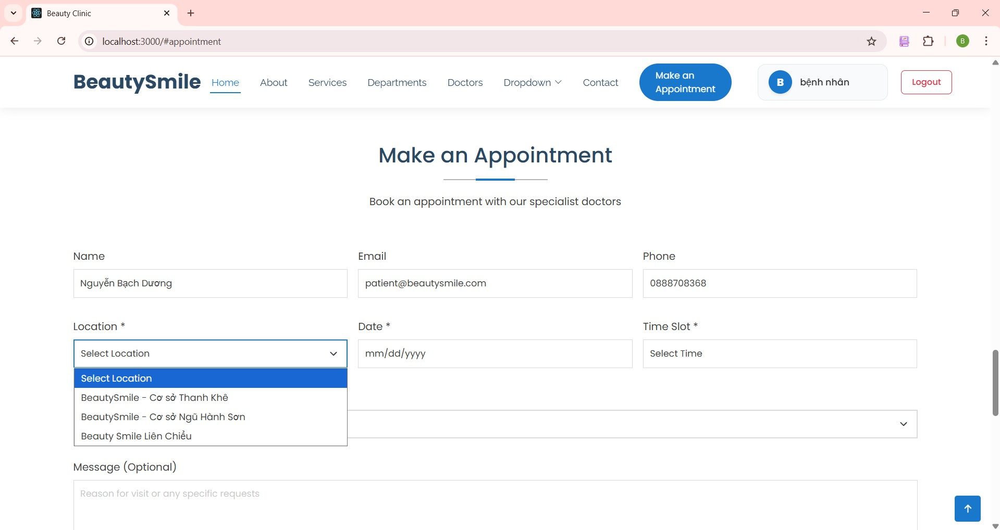 Beauty Clinic
localhost:3000/#appointment
B
BeautySmile
Home
About
Services
Departments
Doctors
Dropdown
Contact
Make an
Appointment
B
bệnh nhân
Logout
Make an Appointment
Book an appointment with our specialist doctors
Name
Email
Phone
Nguyễn Bạch Dương
patient@beautysmile.com
0888708368
Location *
Date *
Time Slot *
Select Location
mm/dd/yyyy
Select Time
Select Location
BeautySmile - Cơ sở Thanh Khê
BeautySmile - Cơ sở Ngũ Hành Sơn
Beauty Smile Liên Chiểu
Message (Optional)
Reason for visit or any specific requests